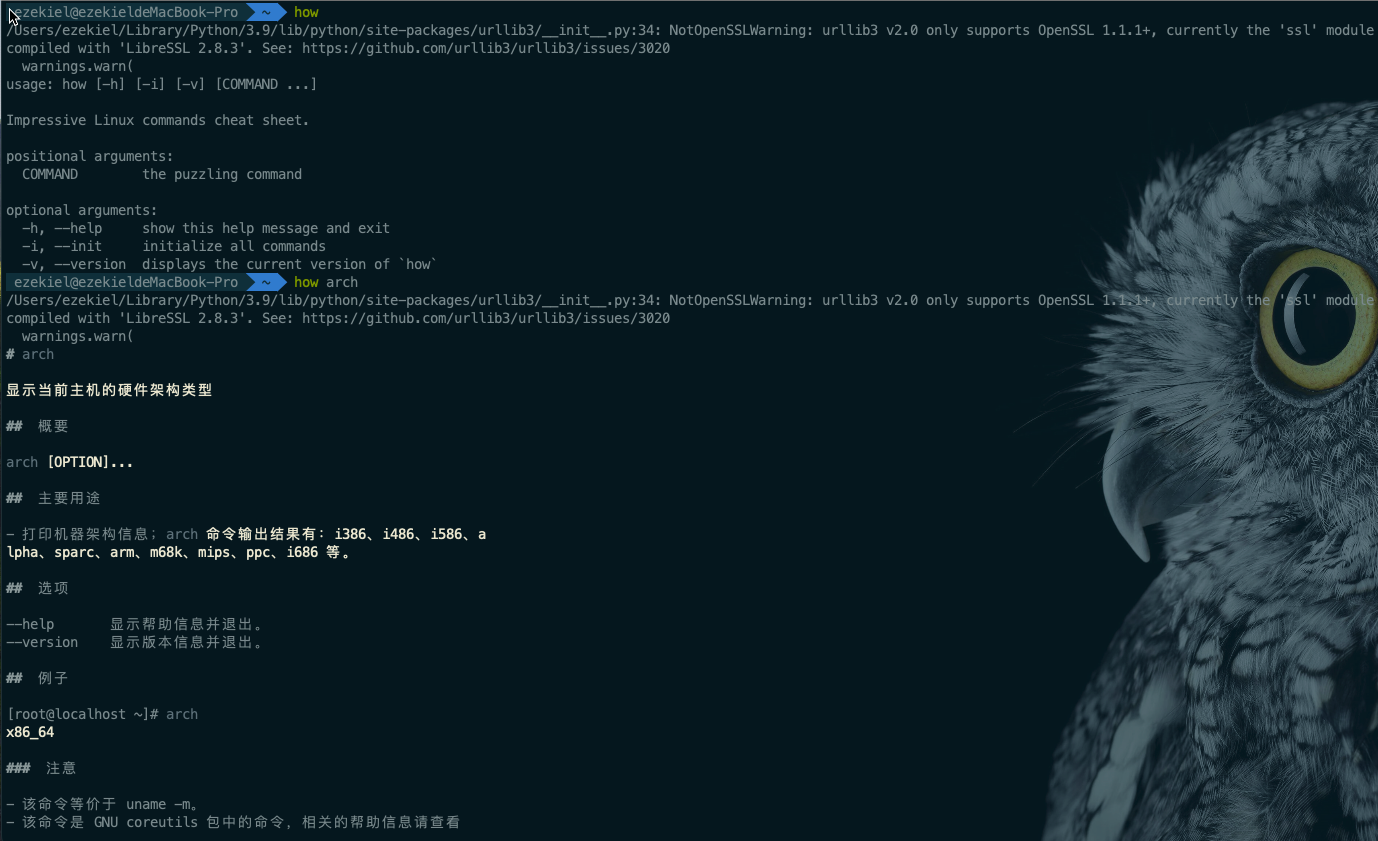 ezekiel@ezekieldeMacBook-Pro ~ how
/Users/ezekiel/Library/Python/3.9/lib/python/site-packages/urllib3/__init__.py:34: NotOpenSSLWarning: urllib3 v2.0 only supports OpenSSL 1.1.1+, currently the 'ssl' module
compiled with 'LibreSSL 2.8.3'. See: https://github.com/urllib3/urllib3/issues/3020
  warnings.warn(
usage: how [-h] [-i] [-v] [COMMAND ...]
Impressive Linux commands cheat sheet.
positional arguments:
  COMMAND        the puzzling command
optional arguments:
  -h, --help     show this help message and exit
  -i, --init     initialize all commands
  -v, --version  displays the current version of `how`
ezekiel@ezekieldeMacBook-Pro ~ how arch
/Users/ezekiel/Library/Python/3.9/lib/python/site-packages/urllib3/__init__.py:34: NotOpenSSLWarning: urllib3 v2.0 only supports OpenSSL 1.1.1+, currently the 'ssl' module
compiled with 'LibreSSL 2.8.3'. See: https://github.com/urllib3/urllib3/issues/3020
  warnings.warn(
# arch
显示当前主机的硬件架构类型
## 概要
arch [OPTION]...
## 主要用途
- 打印机器架构信息；arch 命令输出结果有：i386、i486、i586、a
lpha、sparc、arm、m68k、mips、ppc、i686 等。
## 选项
--help       显示帮助信息并退出。
--version    显示版本信息并退出。
## 例子
[root@localhost ~]# arch
x86_64
### 注意
- 该命令等价于 uname -m。
- 该命令是 GNU coreutils 包中的命令，相关的帮助信息请查看